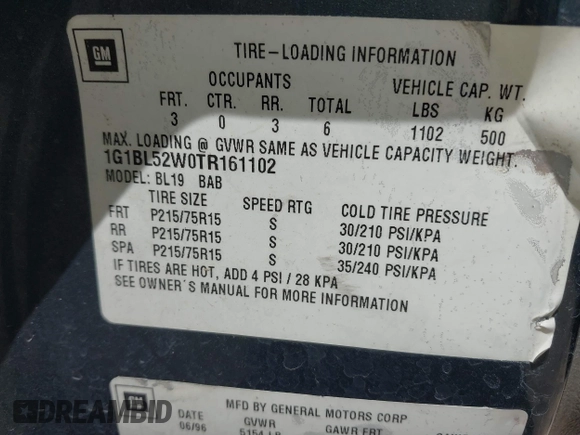 GM
TIRE-LOADING INFORMATION
OCCUPANTS VEHICLE CAP. WT.
FRT. CTR. RR. TOTAL LBS KG
3 0 3 6 1102 500
MAX. LOADING @ GVWR SAME AS VEHICLE CAPACITY WEIGHT.
1G1BL52W0TR161102
MODEL: BL19 BAB
TIRE SIZE SPEED RTG COLD TIRE PRESSURE
FRT P215/75R15 S 30/210 PSI/KPA
RR P215/75R15 S 30/210 PSI/KPA
SPA P215/75R15 S 35/240 PSI/KPA
IF TIRES ARE HOT, ADD 4 PSI / 28 KPA
SEE OWNER'S MANUAL FOR MORE INFORMATION
GM
MFD BY GENERAL MOTORS CORP
DATE GVWR GAWR FRT
06/96 5154 LB
DREAMBID